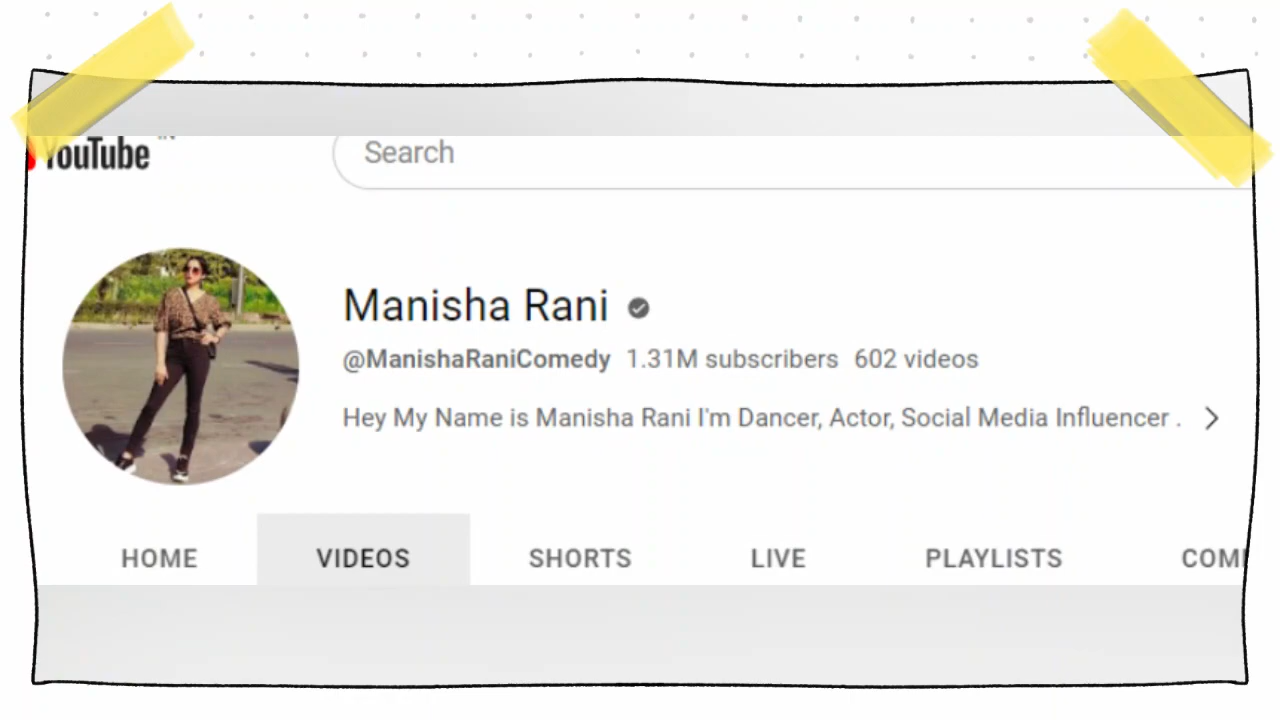 YouTube
Search
Manisha Rani
@ManishaRaniComedy 1.31M subscribers 602 videos
Hey My Name is Manisha Rani I'm Dancer, Actor, Social Media Influencer .
HOME VIDEOS SHORTS LIVE PLAYLISTS